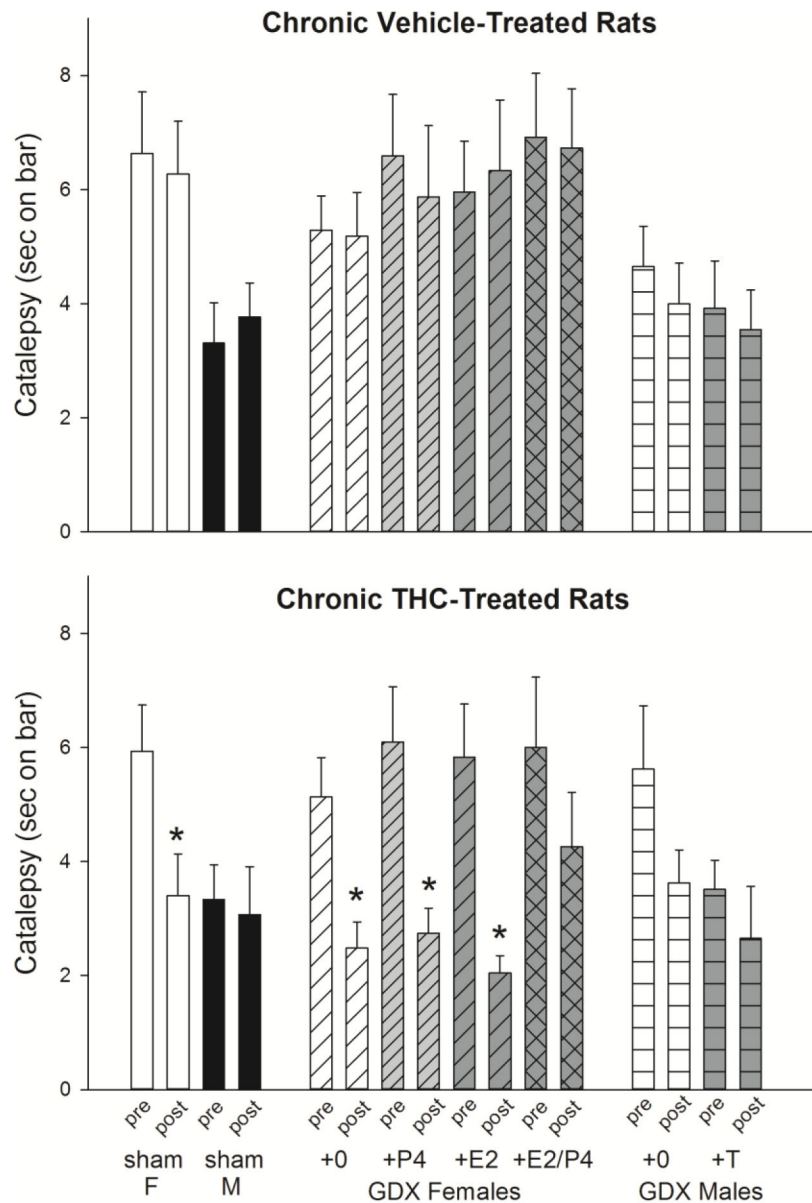 Chronic Vehicle-Treated Rats
Catalepsy (sec on bar)
8
6
4
2
0
Chronic THC-Treated Rats
Catalepsy (sec on bar)
8
6
4
2
0
*
*
*
*
pre post pre post pre post pre post pre post pre post pre post pre post
sham sham +0 +P4 +E2 +E2/P4 +0 +T
F M GDX Females GDX Males